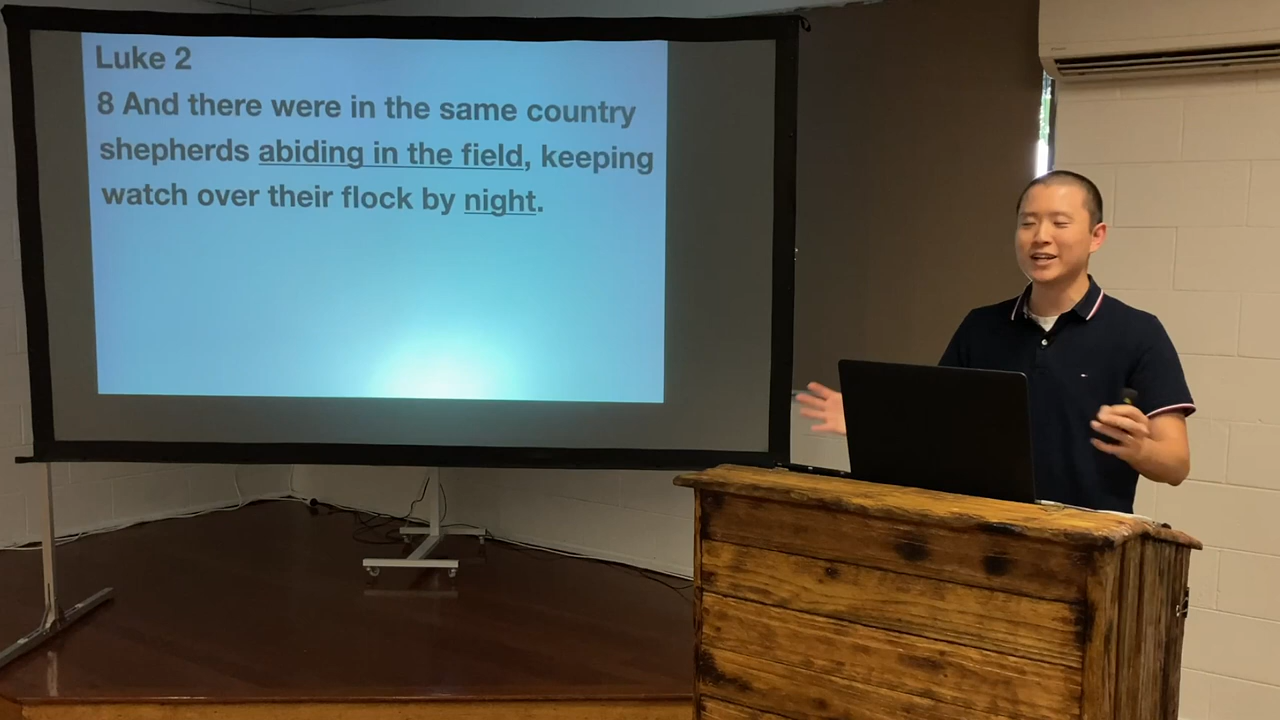 Luke 2
8 And there were in the same country
shepherds abiding in the field, keeping
watch over their flock by night.